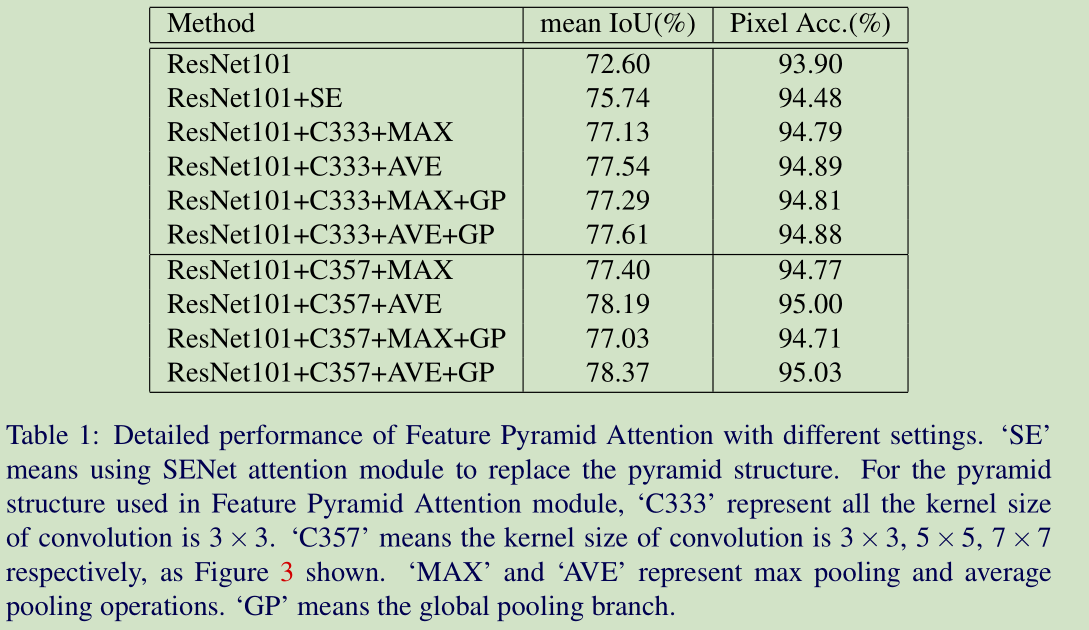 Method mean IoU(%) Pixel Acc.(%)
ResNet101 72.60 93.90
ResNet101+SE 75.74 94.48
ResNet101+C333+MAX 77.13 94.79
ResNet101+C333+AVE 77.54 94.89
ResNet101+C333+MAX+GP 77.29 94.81
ResNet101+C333+AVE+GP 77.61 94.88
ResNet101+C357+MAX 77.40 94.77
ResNet101+C357+AVE 78.19 95.00
ResNet101+C357+MAX+GP 77.03 94.71
ResNet101+C357+AVE+GP 78.37 95.03
Table 1: Detailed performance of Feature Pyramid Attention with different settings. ‘SE’
means using SENet attention module to replace the pyramid structure. For the pyramid
structure used in Feature Pyramid Attention module, ‘C333’ represent all the kernel size
of convolution is 3 × 3. ‘C357’ means the kernel size of convolution is 3 × 3, 5 × 5, 7 × 7
respectively, as Figure 3 shown. ‘MAX’ and ‘AVE’ represent max pooling and average
pooling operations. ‘GP’ means the global pooling branch.